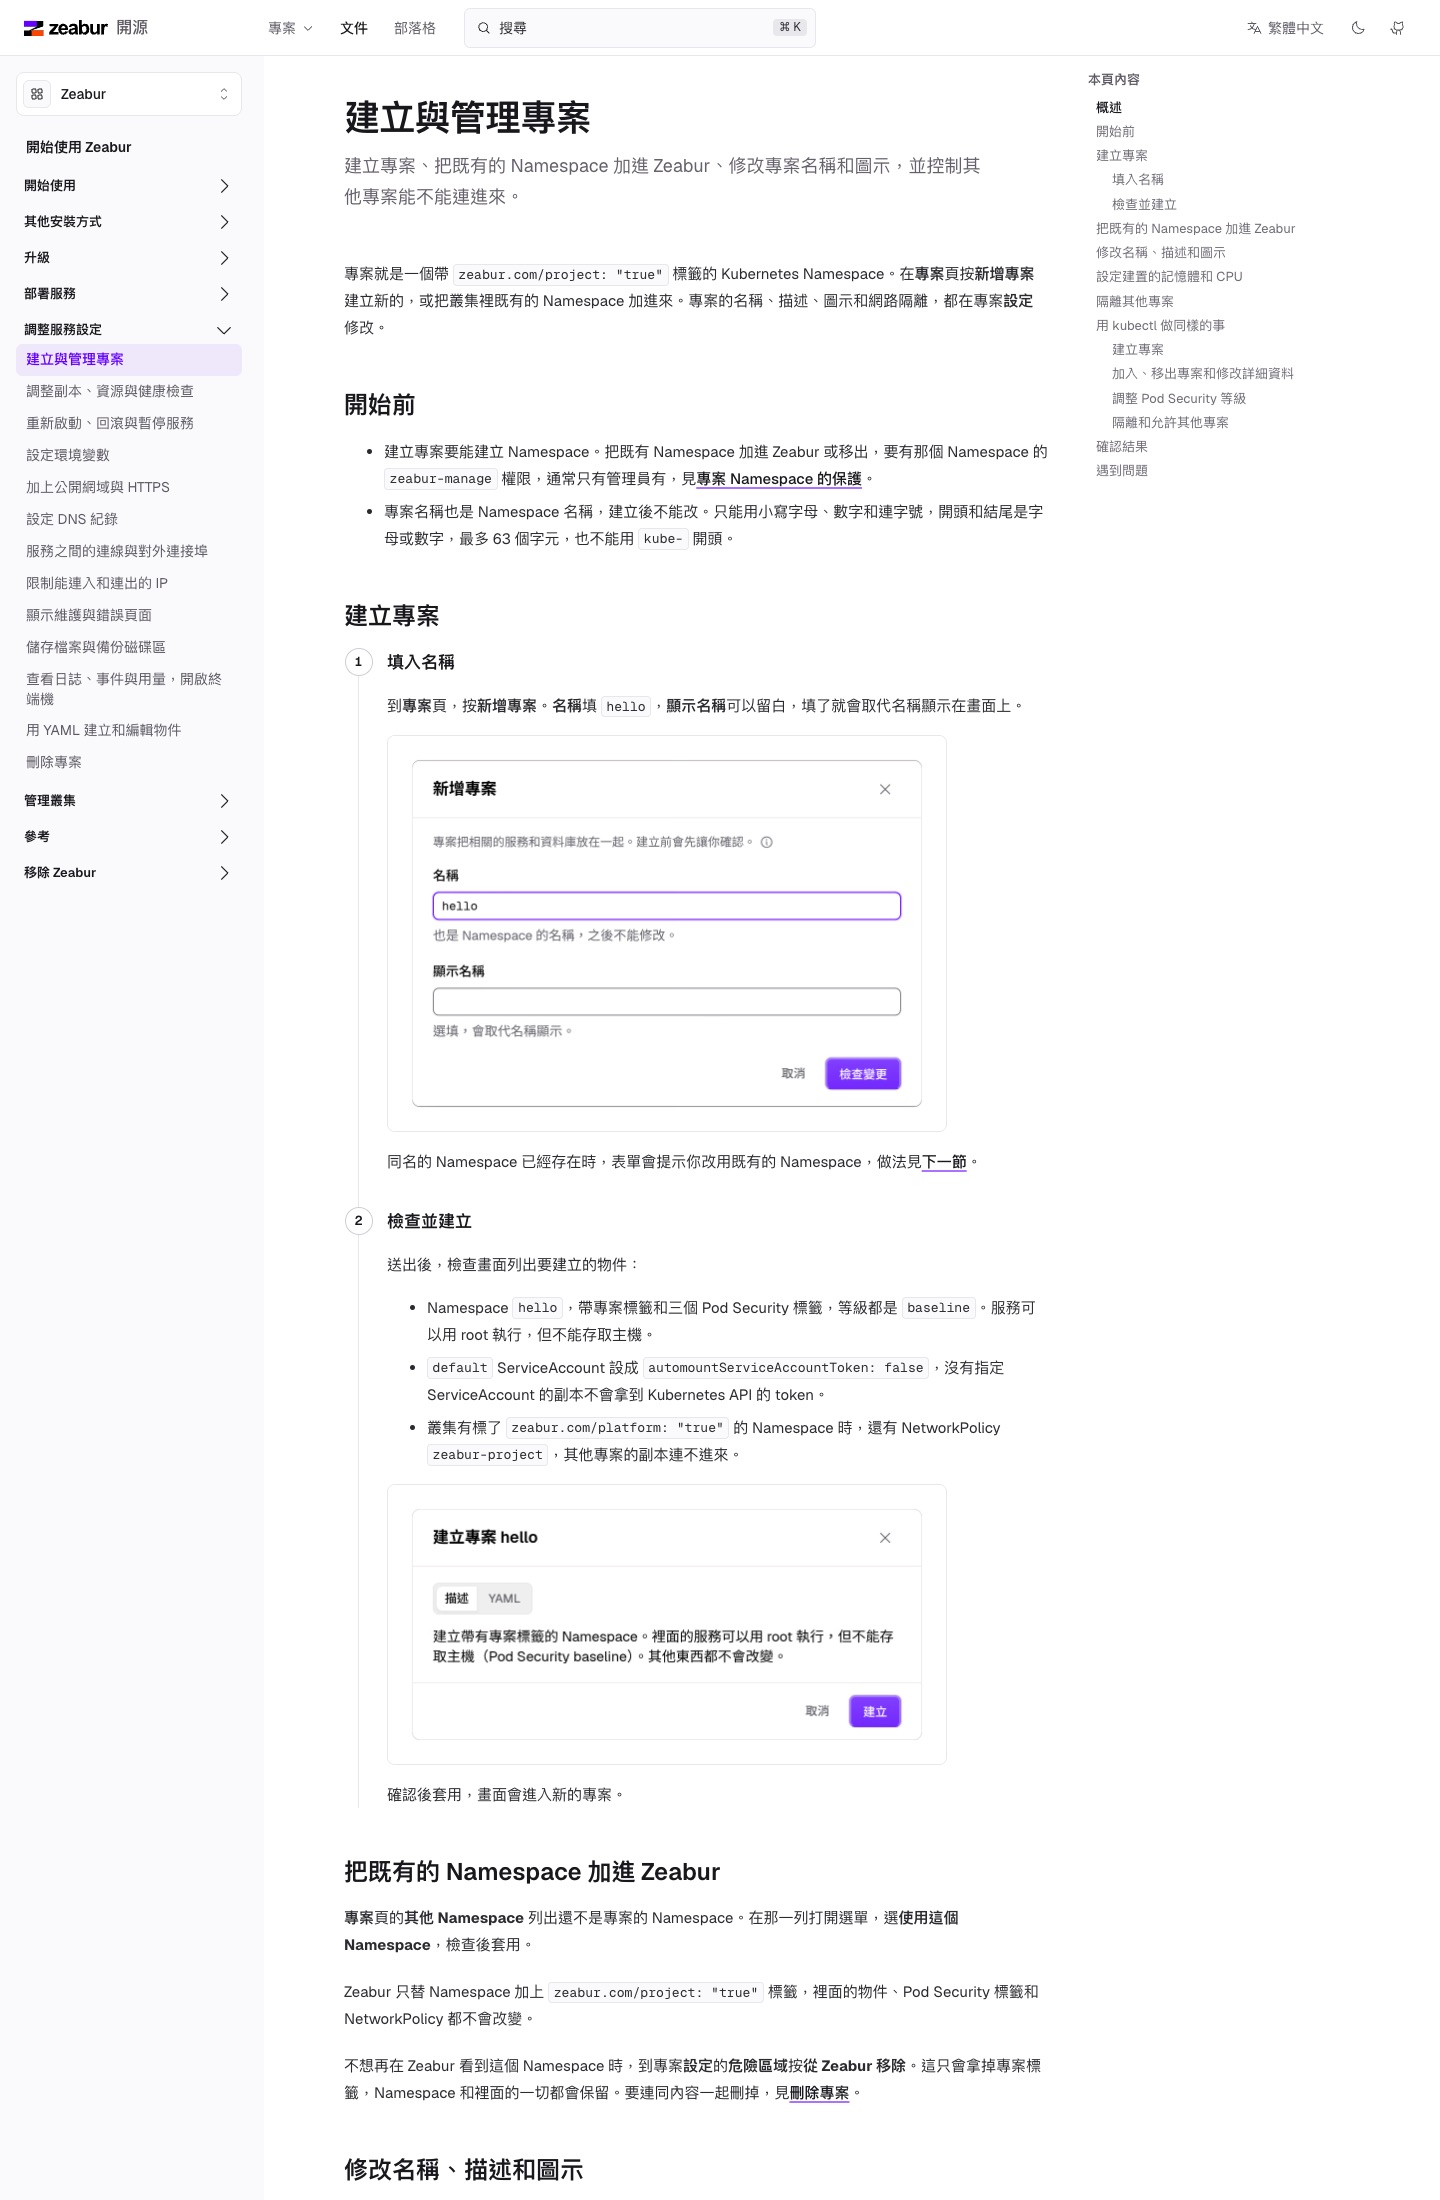 zeabur 開源
專案
文件
部落格
搜尋
⌘ K
繁體中文
Zeabur
開始使用 Zeabur
開始使用
其他安裝方式
升級
部署服務
調整服務設定
建立與管理專案
調整副本、資源與健康檢查
重新啟動、回滾與暫停服務
設定環境變數
加上公開網域與 HTTPS
設定 DNS 紀錄
服務之間的連線與對外連接埠
限制能連入和連出的 IP
顯示維護與錯誤頁面
儲存檔案與備份磁碟區
查看日誌、事件與用量，開啟終
端機
用 YAML 建立和編輯物件
刪除專案
管理叢集
參考
移除 Zeabur
建立與管理專案
建立專案、把既有的 Namespace 加進 Zeabur、修改專案名稱和圖示，並控制其
他專案能不能連進來。
專案就是一個帶 zeabur.com/project: "true" 標籤的 Kubernetes Namespace。在專案頁按新增專案
建立新的，或把叢集裡既有的 Namespace 加進來。專案的名稱、描述、圖示和網路隔離，都在專案設定
修改。
開始前
建立專案要能建立 Namespace。把既有 Namespace 加進 Zeabur 或移出，要有那個 Namespace 的
zeabur-manage 權限，通常只有管理員有，見專案 Namespace 的保護。
專案名稱也是 Namespace 名稱，建立後不能改。只能用小寫字母、數字和連字號，開頭和結尾是字
母或數字，最多 63 個字元，也不能用 kube- 開頭。
建立專案
1 填入名稱
到專案頁，按新增專案。名稱填 hello，顯示名稱可以留白，填了就會取代名稱顯示在畫面上。
新增專案
專案把相關的服務和資料庫放在一起。建立前會先讓你確認。
名稱
hello
也是 Namespace 的名稱，之後不能修改。
顯示名稱
選填，會取代名稱顯示。
取消
檢查變更
同名的 Namespace 已經存在時，表單會提示你改用既有的 Namespace，做法見下一節。
2 檢查並建立
送出後，檢查畫面列出要建立的物件：
Namespace hello，帶專案標籤和三個 Pod Security 標籤，等級都是 baseline。服務可
以用 root 執行，但不能存取主機。
default ServiceAccount 設成 automountServiceAccountToken: false，沒有指定
ServiceAccount 的副本不會拿到 Kubernetes API 的 token。
叢集有標了 zeabur.com/platform: "true" 的 Namespace 時，還有 NetworkPolicy
zeabur-project，其他專案的副本連不進來。
建立專案 hello
描述
YAML
建立帶有專案標籤的 Namespace。裡面的服務可以用 root 執行，但不能存
取主機（Pod Security baseline）。其他東西都不會改變。
取消
建立
確認後套用，畫面會進入新的專案。
把既有的 Namespace 加進 Zeabur
專案頁的其他 Namespace 列出還不是專案的 Namespace。在那一列打開選單，選使用這個
Namespace，檢查後套用。
Zeabur 只替 Namespace 加上 zeabur.com/project: "true" 標籤，裡面的物件、Pod Security 標籤和
NetworkPolicy 都不會改變。
不想再在 Zeabur 看到這個 Namespace 時，到專案設定的危險區域按從 Zeabur 移除。這只會拿掉專案標
籤，Namespace 和裡面的一切都會保留。要連同內容一起刪掉，見刪除專案。
修改名稱、描述和圖示
本頁內容
概述
開始前
建立專案
填入名稱
檢查並建立
把既有的 Namespace 加進 Zeabur
修改名稱、描述和圖示
設定建置的記憶體和 CPU
隔離其他專案
用 kubectl 做同樣的事
建立專案
加入、移出專案和修改詳細資料
調整 Pod Security 等級
隔離和允許其他專案
確認結果
遇到問題